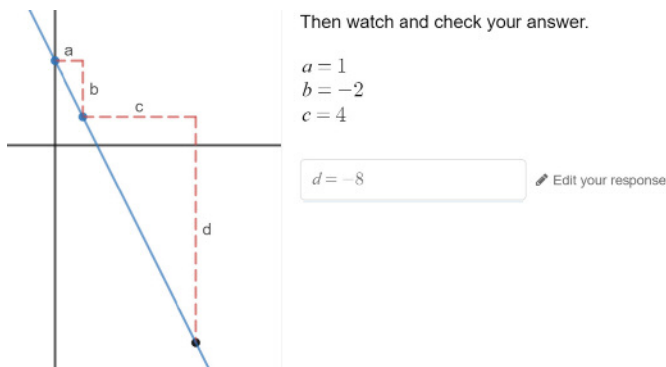 Then watch and check your answer.
a
b
c
d
a = 1
b = −2
c = 4
d = −8
Edit your response